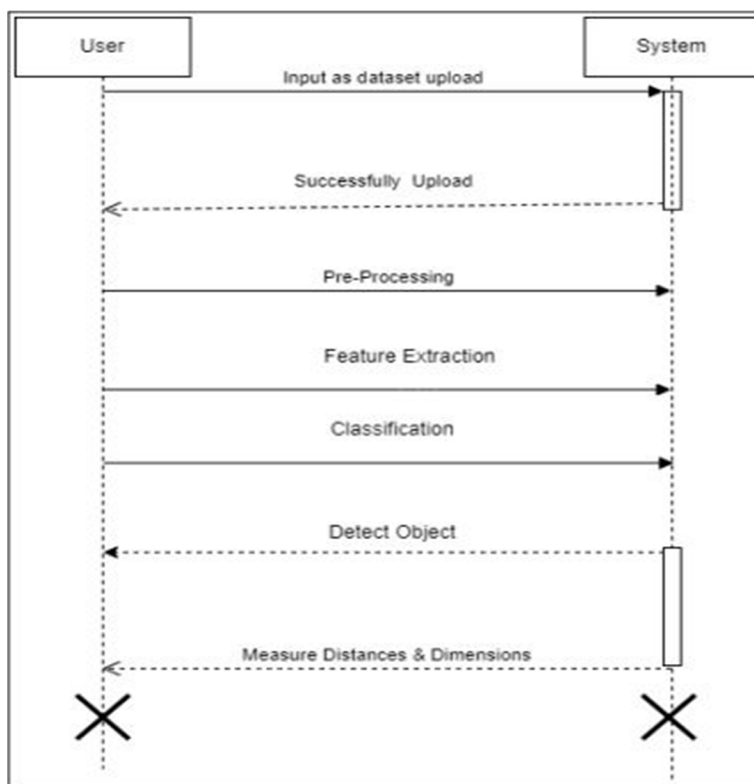 User
System
Input as dataset upload
Successfully Upload
Pre-Processing
Feature Extraction
Classification
Detect Object
Measure Distances & Dimensions